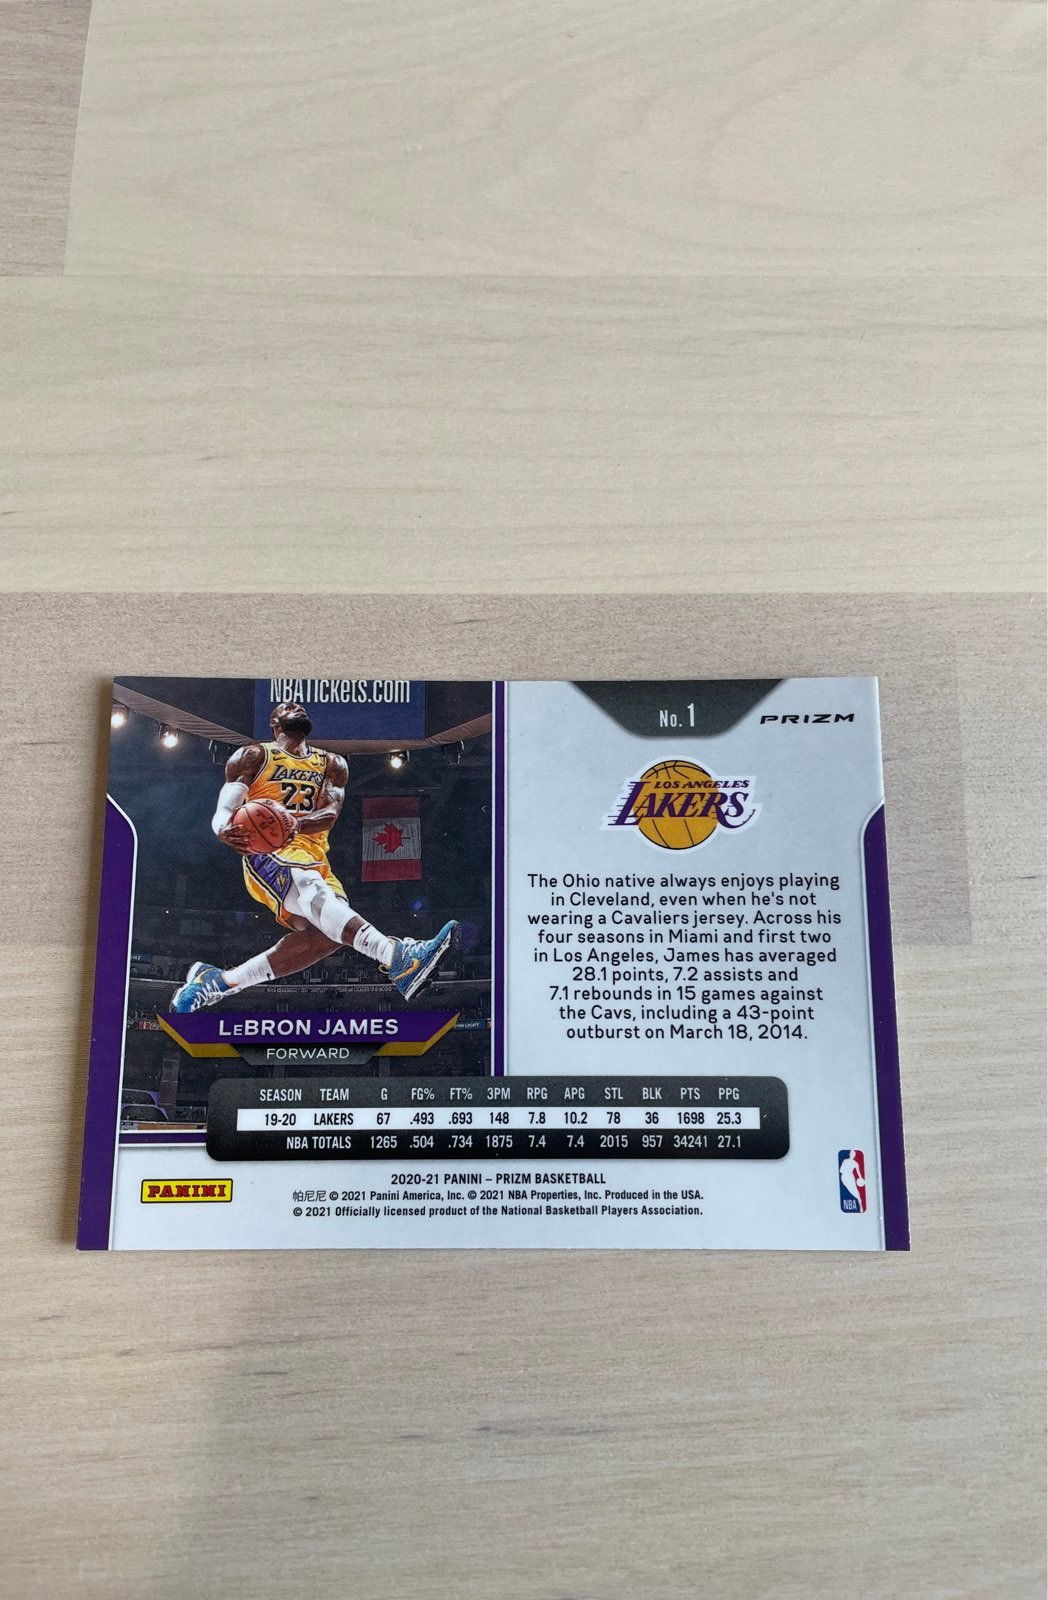 NBATickets.com
LAKERS
23
LeBRON JAMES
FORWARD
No. 1
PRIZM
LOS ANGELES
LAKERS
The Ohio native always enjoys playing
in Cleveland, even when he's not
wearing a Cavaliers jersey. Across his
four seasons in Miami and first two
in Los Angeles, James has averaged
28.1 points, 7.2 assists and
7.1 rebounds in 15 games against
the Cavs, including a 43-point
outburst on March 18, 2014.
SEASON TEAM G FG% FT% 3PM RPG APG STL BLK PTS PPG
19-20 LAKERS 67 .493 .693 148 7.8 10.2 78 36 1698 25.3
NBA TOTALS 1265 .504 .734 1875 7.4 7.4 2015 957 34241 27.1
PANINI
2020-21 PANINI – PRIZM BASKETBALL
帕尼尼 © 2021 Panini America, Inc. © 2021 NBA Properties, Inc. Produced in the USA.
© 2021 Officially licensed product of the National Basketball Players Association.
NBA